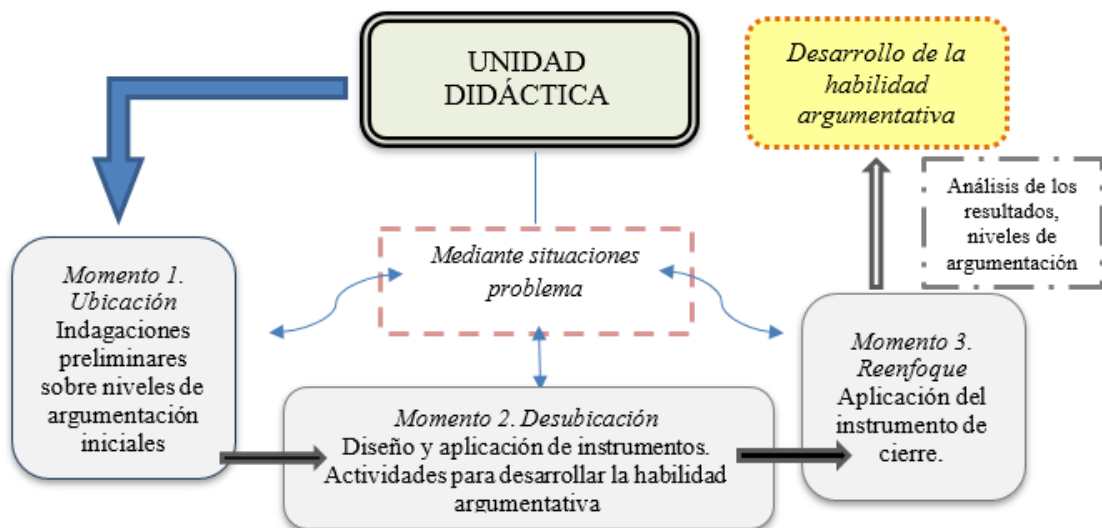 UNIDAD
DIDÁCTICA
Desarrollo de la
habilidad
argumentativa
Análisis de los
resultados,
niveles de
argumentación
Mediante situaciones
problema
Momento 1.
Ubicación
Indagaciones
preliminares
sobre niveles de
argumentación
iniciales
Momento 2. Desubicación
Diseño y aplicación de instrumentos.
Actividades para desarrollar la habilidad
argumentativa
Momento 3.
Reenfoque
Aplicación del
instrumento de
cierre.